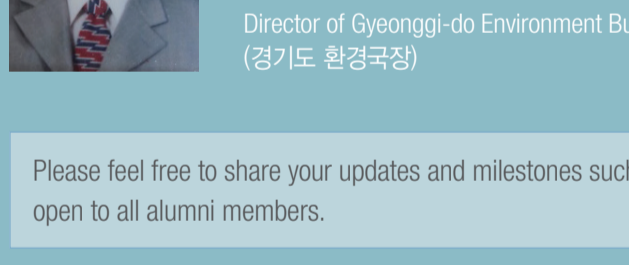 Director of Gyeonggi-do Environment
(경기도 환경국장)
Please feel free to share your updates and milestones such
open to all alumni members.